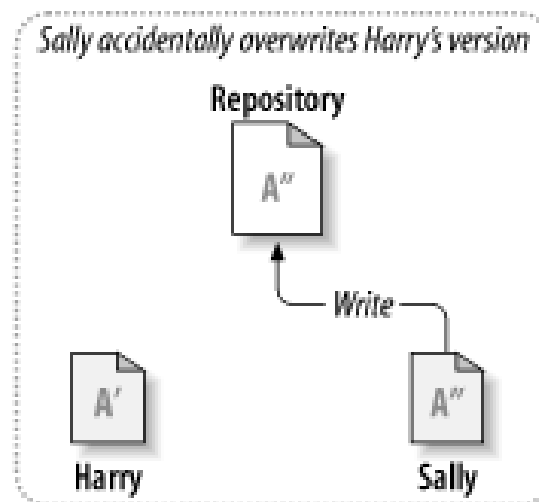 Sally accidentally overwrites Harry's version
Repository
A"
Write
A'
A"
Harry
Sally